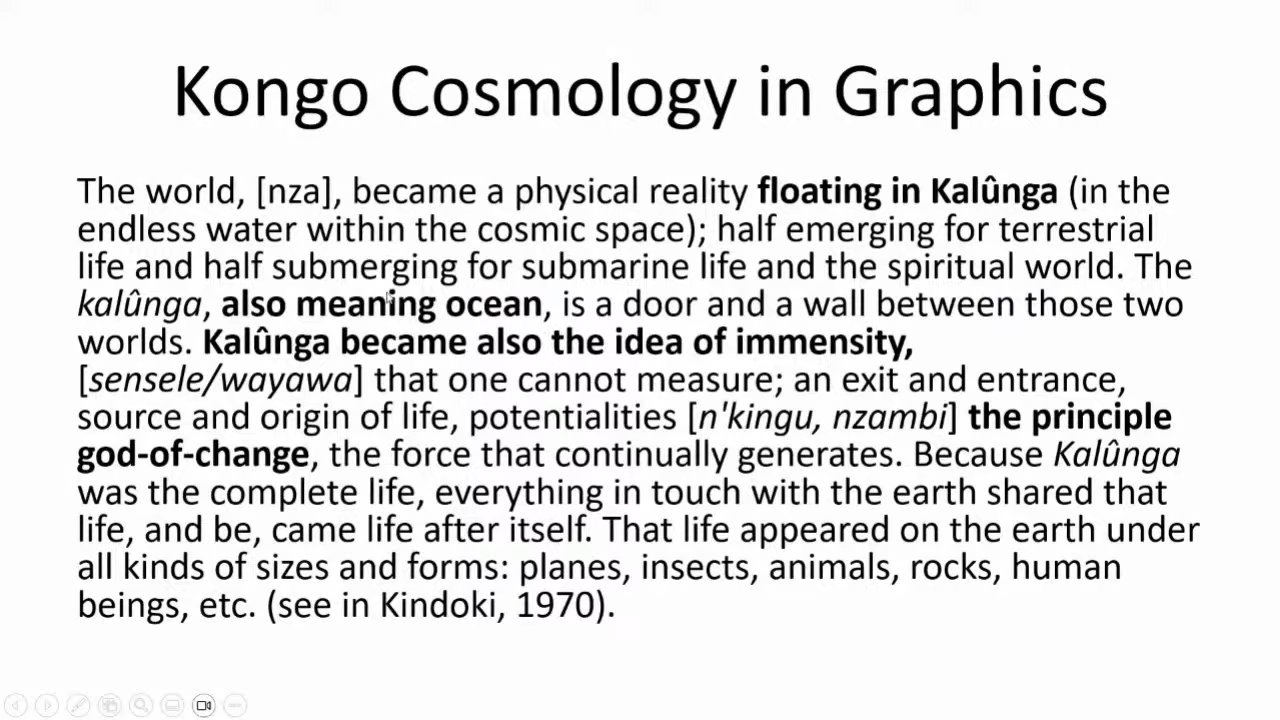 Kongo Cosmology in Graphics
The world, [nza], became a physical reality floating in Kalûnga (in the
endless water within the cosmic space); half emerging for terrestrial
life and half submerging for submarine life and the spiritual world. The
kalûnga, also meaning ocean, is a door and a wall between those two
worlds. Kalûnga became also the idea of immensity,
[sensele/wayawa] that one cannot measure; an exit and entrance,
source and origin of life, potentialities [n'kingu, nzambi] the principle
god-of-change, the force that continually generates. Because Kalûnga
was the complete life, everything in touch with the earth shared that
life, and be, came life after itself. That life appeared on the earth under
all kinds of sizes and forms: planes, insects, animals, rocks, human
beings, etc. (see in Kindoki, 1970).